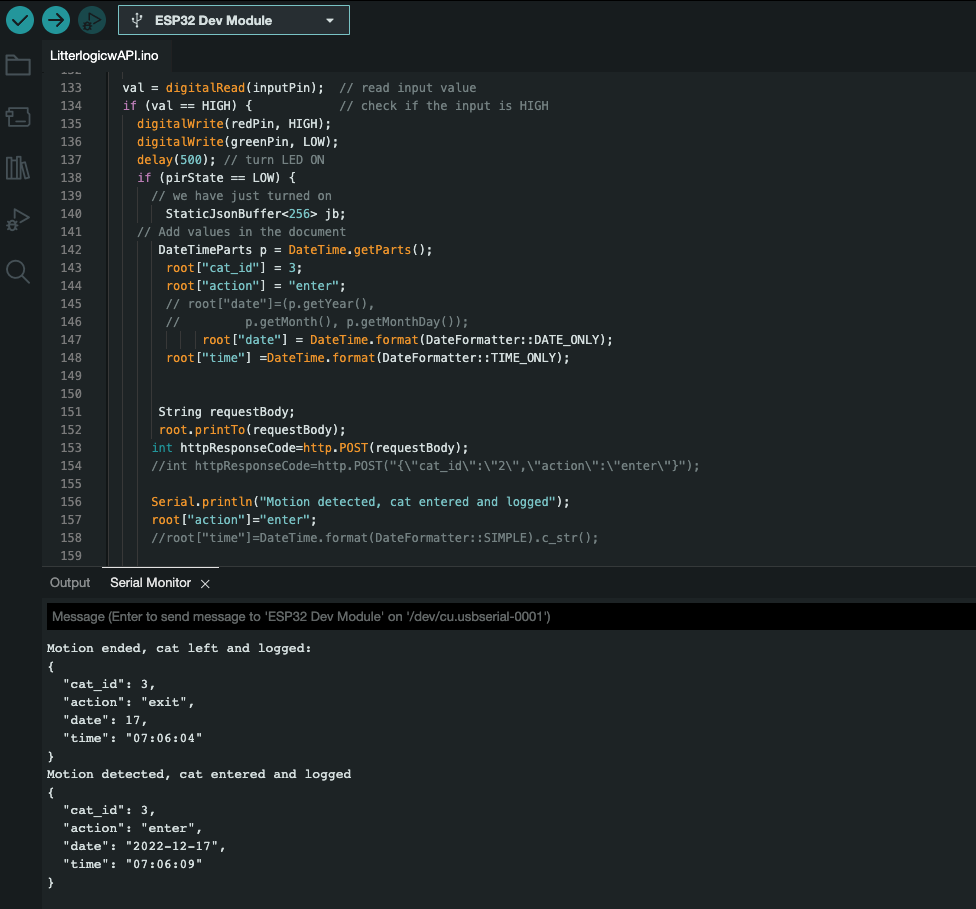 ESP32 Dev Module
LitterlogicwAPI.ino
132
133 val = digitalRead(inputPin);  // read input value
134 if (val == HIGH) {            // check if the input is HIGH
135 digitalWrite(redPin, HIGH);
136 digitalWrite(greenPin, LOW);
137 delay(500); // turn LED ON
138 if (pirState == LOW) {
139 // we have just turned on
140 StaticJsonBuffer<256> jb;
141 // Add values in the document
142 DateTimeParts p = DateTime.getParts();
143 root["cat_id"] = 3;
144 root["action"] = "enter";
145 // root["date"]=(p.getYear(),
146 //         p.getMonth(), p.getMonthDay());
147 root["date"] = DateTime.format(DateFormatter::DATE_ONLY);
148 root["time"] =DateTime.format(DateFormatter::TIME_ONLY);
149
150
151 String requestBody;
152 root.printTo(requestBody);
153 int httpResponseCode=http.POST(requestBody);
154 //int httpResponseCode=http.POST("{\"cat_id\":\"2\",\"action\":\"enter\"}");
155
156 Serial.println("Motion detected, cat entered and logged");
157 root["action"]="enter";
158 //root["time"]=DateTime.format(DateFormatter::SIMPLE).c_str();
159
Output Serial Monitor
Message (Enter to send message to 'ESP32 Dev Module' on '/dev/cu.usbserial-0001')
Motion ended, cat left and logged:
{
"cat_id": 3,
"action": "exit",
"date": 17,
"time": "07:06:04"
}
Motion detected, cat entered and logged
{
"cat_id": 3,
"action": "enter",
"date": "2022-12-17",
"time": "07:06:09"
}